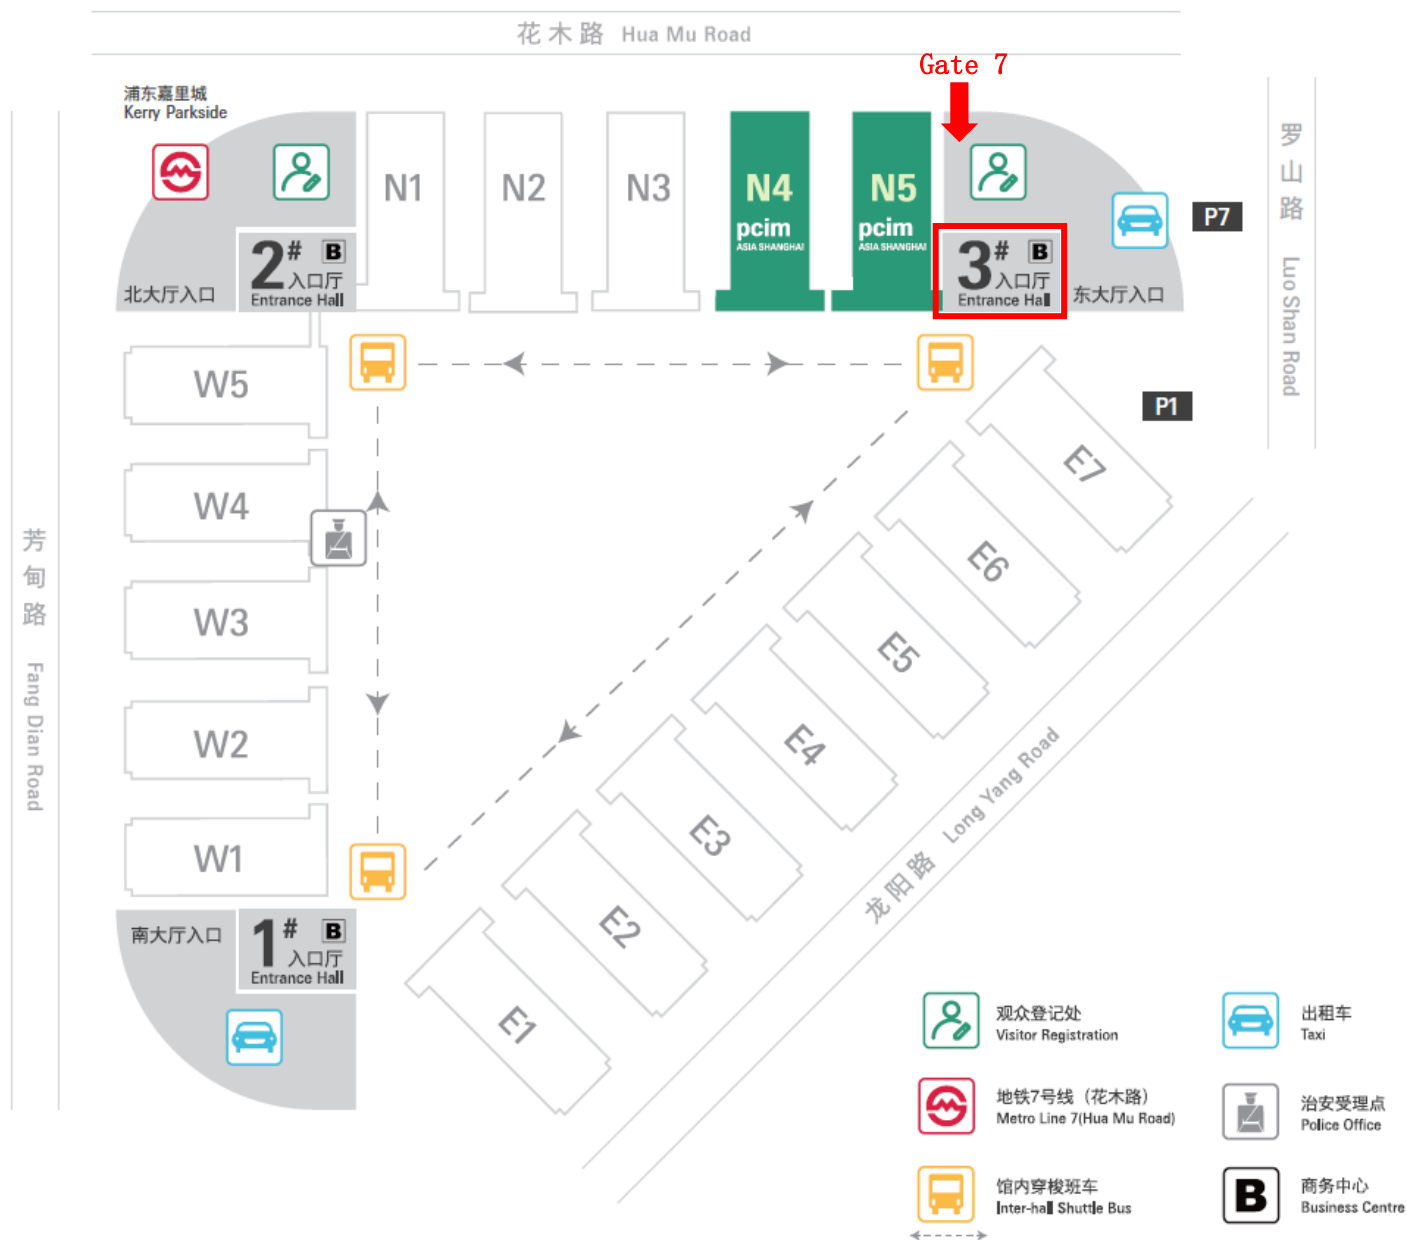 花木路 Hua Mu Road
Gate 7
浦东嘉里城
Kerry Parkside
罗山路 Luo Shan Road
N1
N2
N3
N4
pcim
ASIA SHANGHAI
N5
pcim
ASIA SHANGHAI
P7
2# B
入口厅
Entrance Hall
北大厅入口
3# B
入口厅
Entrance Hall
东大厅入口
P1
W5
W4
W3
W2
W1
芳甸路 Fang Dian Road
E7
E6
E5
E4
E3
E2
E1
龙阳路 Long Yang Road
南大厅入口
1# B
入口厅
Entrance Hall
观众登记处
Visitor Registration
出租车
Taxi
地铁7号线（花木路）
Metro Line 7(Hua Mu Road)
治安受理点
Police Office
馆内穿梭班车
Inter-hall Shuttle Bus
B
商务中心
Business Centre